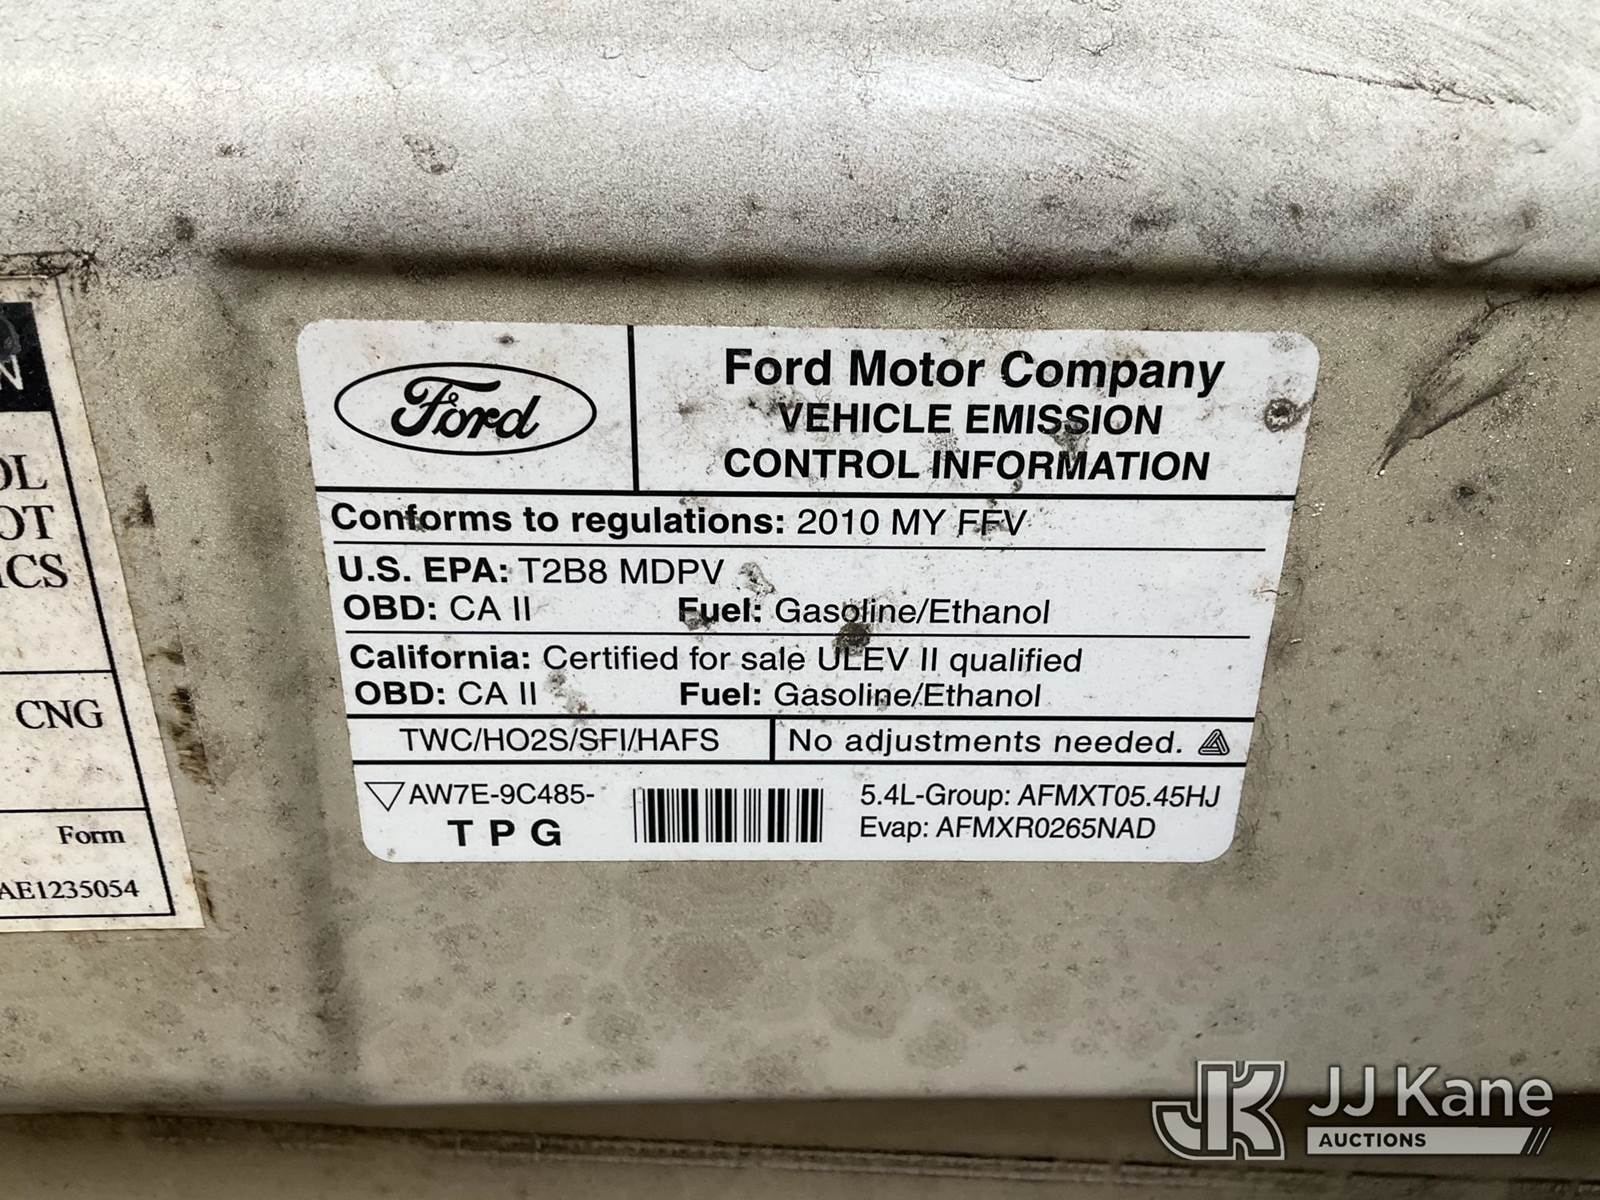 Ford
Ford Motor Company
VEHICLE EMISSION
CONTROL INFORMATION
Conforms to regulations: 2010 MY FFV
U.S. EPA: T2B8 MDPV
OBD: CA II Fuel: Gasoline/Ethanol
California: Certified for sale ULEV II qualified
OBD: CA II Fuel: Gasoline/Ethanol
TWC/HO2S/SFI/HAFS No adjustments needed.
AW7E-9C485-
T P G
5.4L-Group: AFMXT05.45HJ
Evap: AFMXR0265NAD
N
OL
OT
ICS
CNG
Form
AE1235054
JK JJ Kane
AUCTIONS